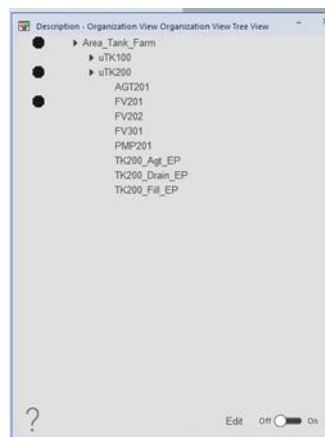 Description - Organization View Organization View Tree View
Area_Tank_Farm
uTK100
uTK200
AGT201
FV201
FV202
FV301
PMP201
TK200_Agt_EP
TK200_Drain_EP
TK200_Fill_EP
? Edit Off On